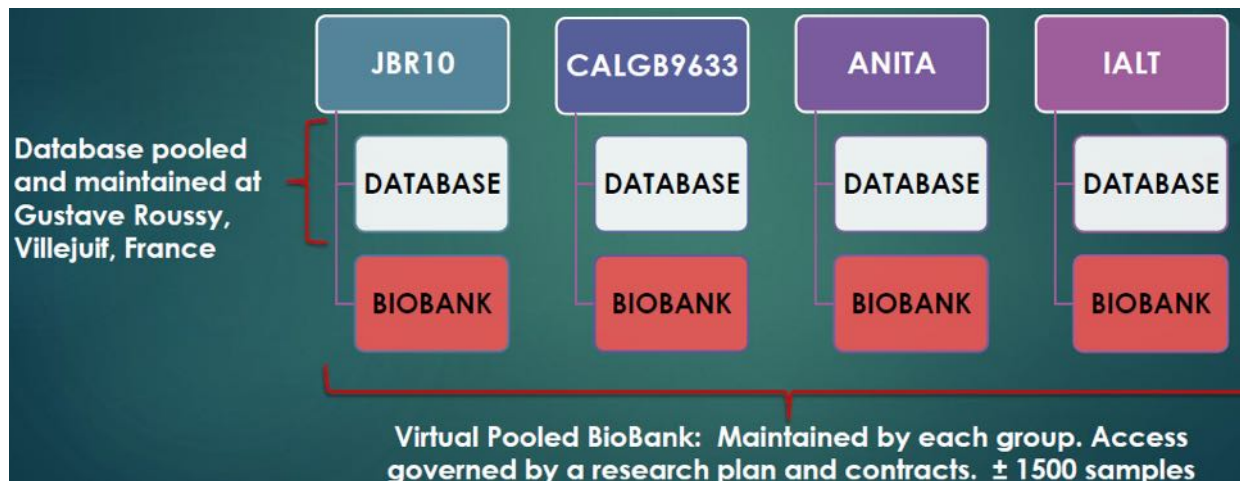 JBR10
CALGB9633
ANITA
IALT
Database pooled
and maintained at
Gustave Roussy,
Villejuif, France
DATABASE
DATABASE
DATABASE
DATABASE
BIOBANK
BIOBANK
BIOBANK
BIOBANK
Virtual Pooled BioBank: Maintained by each group. Access
governed by a research plan and contracts. ± 1500 samples